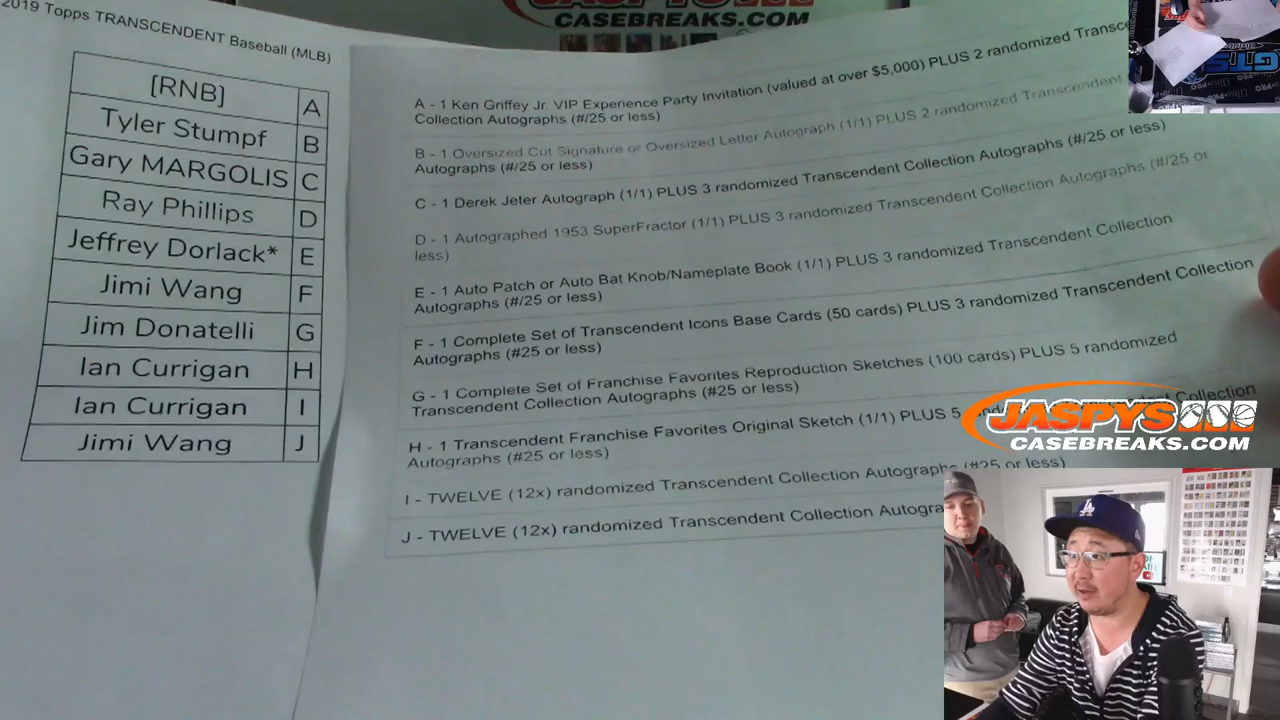 CASEBREAKS.COM
2019 Topps TRANSCENDENT Baseball (MLB)
[RNB] A
Tyler Stumpf B
Gary MARGOLIS C
Ray Phillips D
Jeffrey Dorlack* E
Jimi Wang F
Jim Donatelli G
Ian Currigan H
Ian Currigan I
Jimi Wang J
A - 1 Ken Griffey Jr. VIP Experience Party Invitation (valued at over $5,000) PLUS 2 randomized
Collection Autographs (#/25 or less)
B - 1 Oversized Cut Signature or Oversized Letter Autograph (1/1) PLUS 2 randomized Transcendent
Autographs (#/25 or less)
C - 1 Derek Jeter Autograph (1/1) PLUS 3 randomized Transcendent Collection Autographs (#/25 or less)
D - 1 Autographed 1953 SuperFractor (1/1) PLUS 3 randomized Transcendent Collection Autographs (#/25 or
less)
E - 1 Auto Patch or Auto Bat Knob/Nameplate Book (1/1) PLUS 3 randomized Transcendent Collection
Autographs (#/25 or less)
F - 1 Complete Set of Transcendent Icons Base Cards (50 cards) PLUS 3 randomized Transcendent Collection
Autographs (#25 or less)
G - 1 Complete Set of Franchise Favorites Reproduction Sketches (100 cards) PLUS 5 randomized
Transcendent Collection Autographs (#25 or less)
H - 1 Transcendent Franchise Favorites Original Sketch (1/1) PLUS 5 Collection
Autographs (#25 or less)
I - TWELVE (12x) randomized Transcendent Collection Autographs (#25 or less)
J - TWELVE (12x) randomized Transcendent Collection
JASPYS
CASEBREAKS.COM
GTS
LA